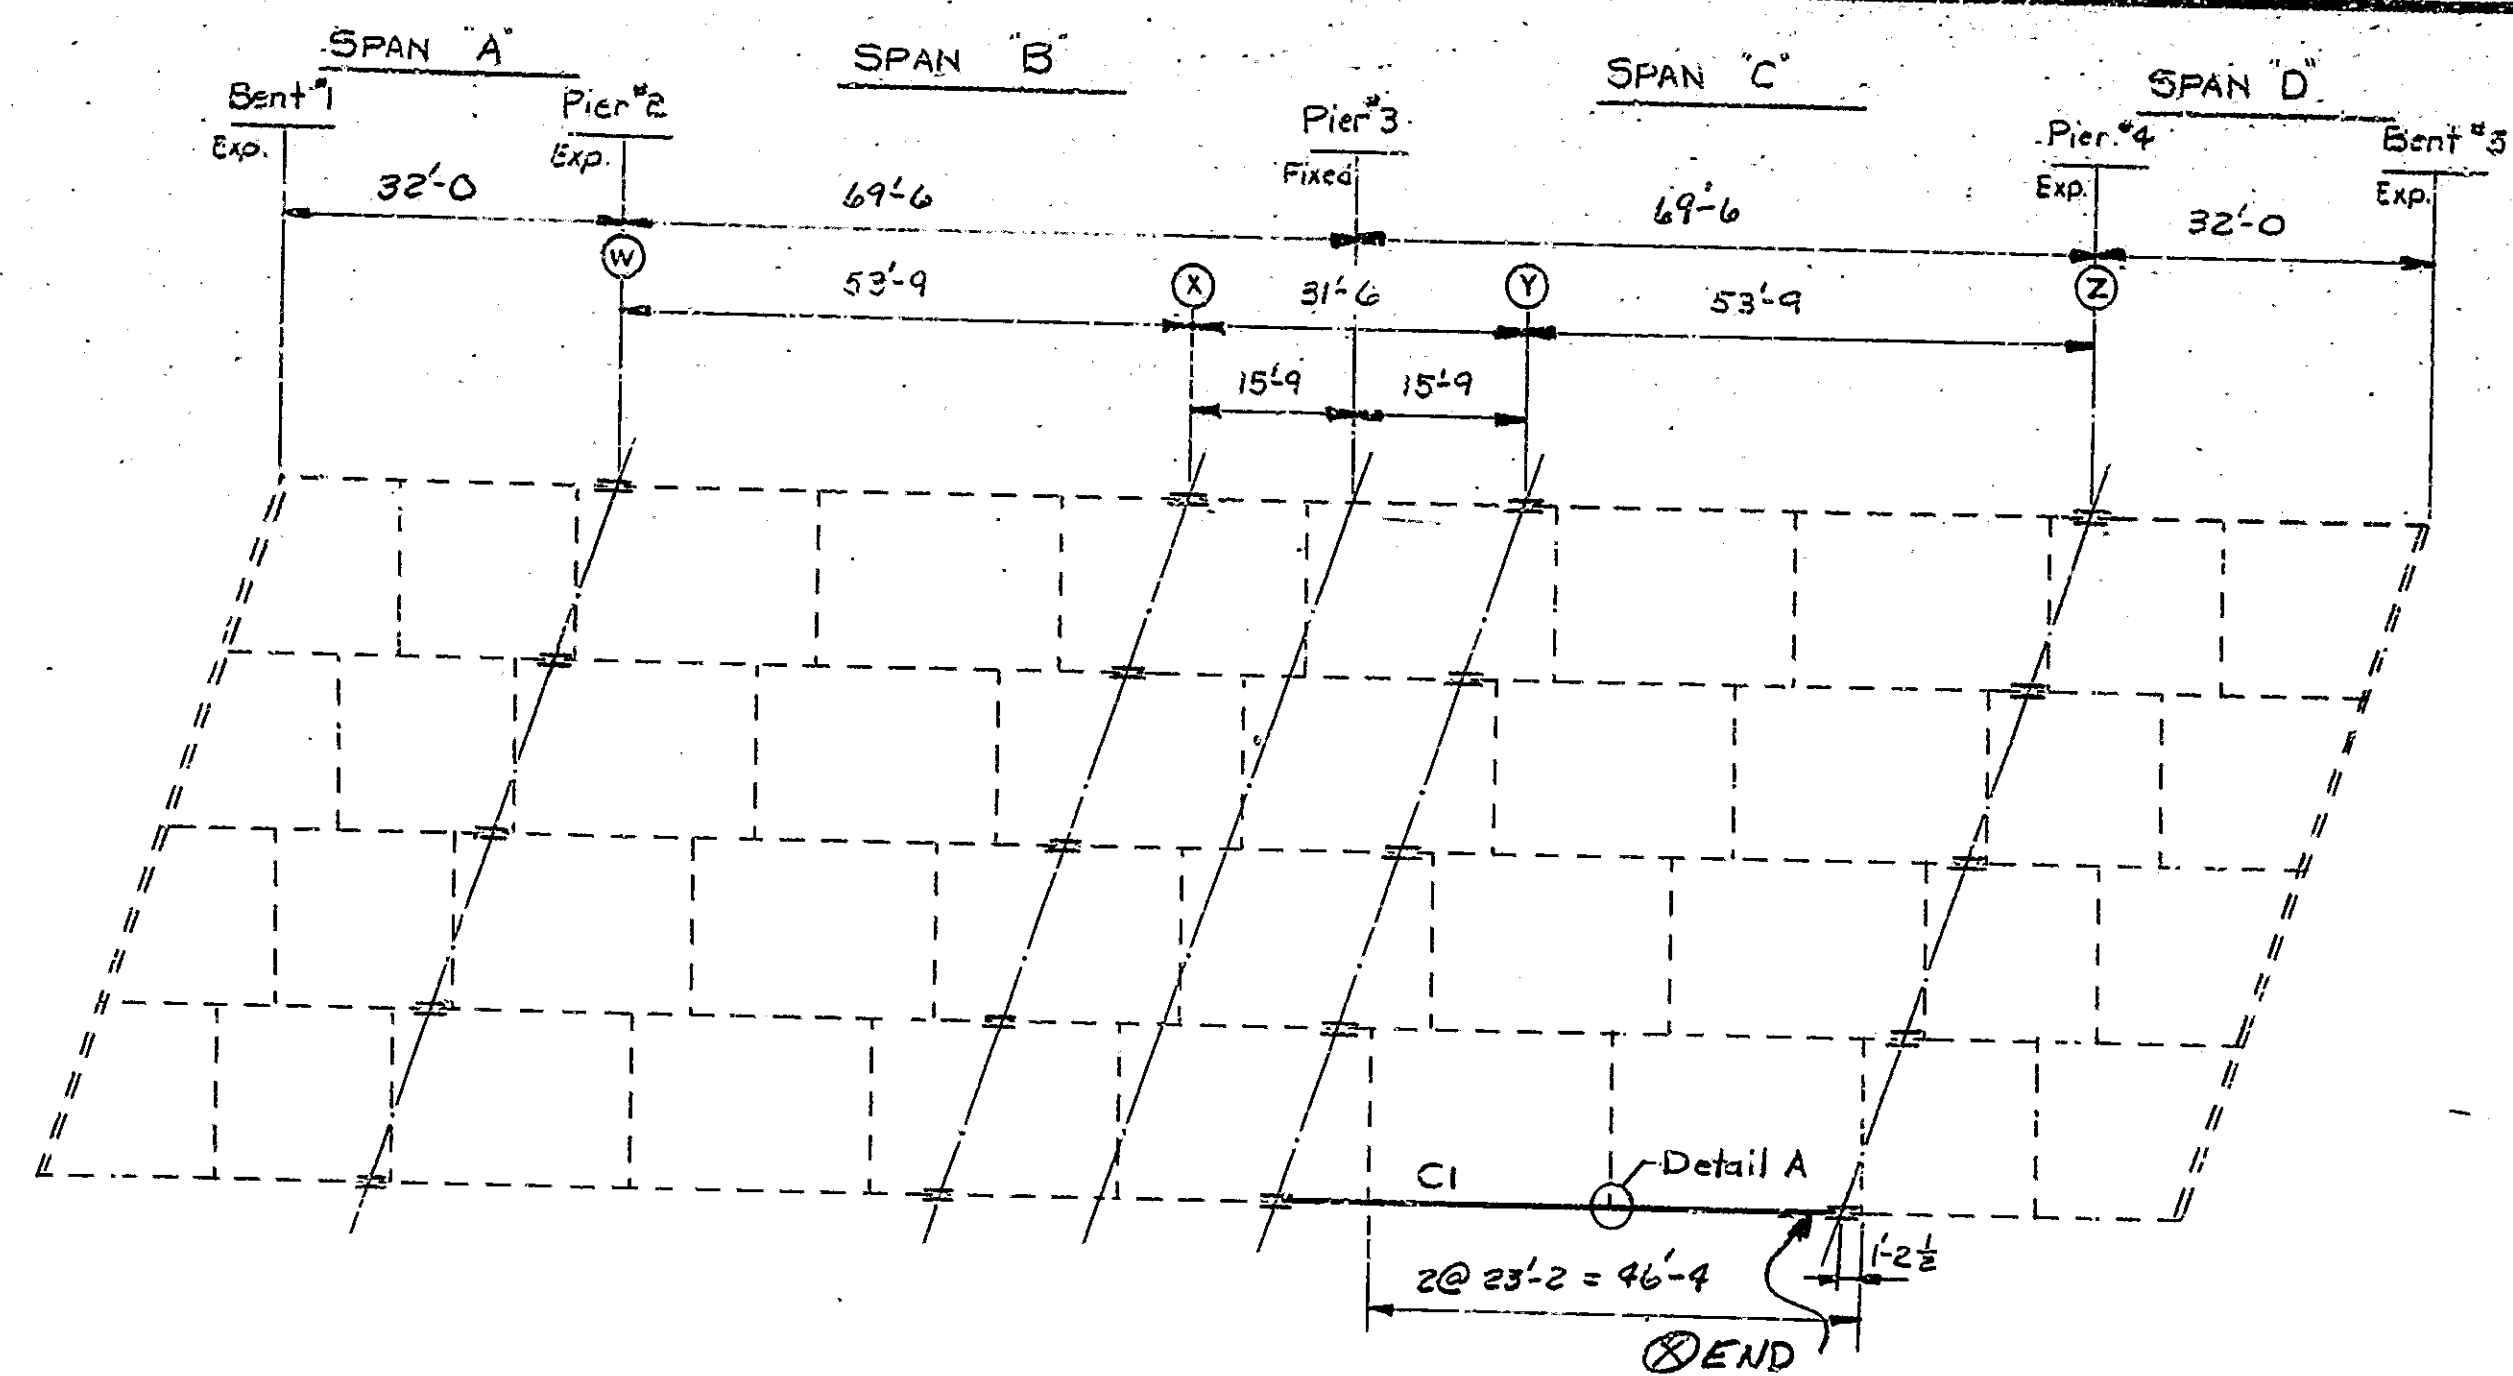 SPAN "A"
SPAN "B"
SPAN "C"
SPAN "D"
Bent #1
Exp.
Pier #2
Exp.
Pier #3
Fixed
Pier #4
Exp.
Bent #5
Exp.
32'-0
69'-6
69'-6
32'-0
W
X
Y
Z
53'-9
31'-6
53'-9
15'-9
15'-9
C1
Detail A
2@ 23'-2 = 46'-4
1'-2 1/2
X END